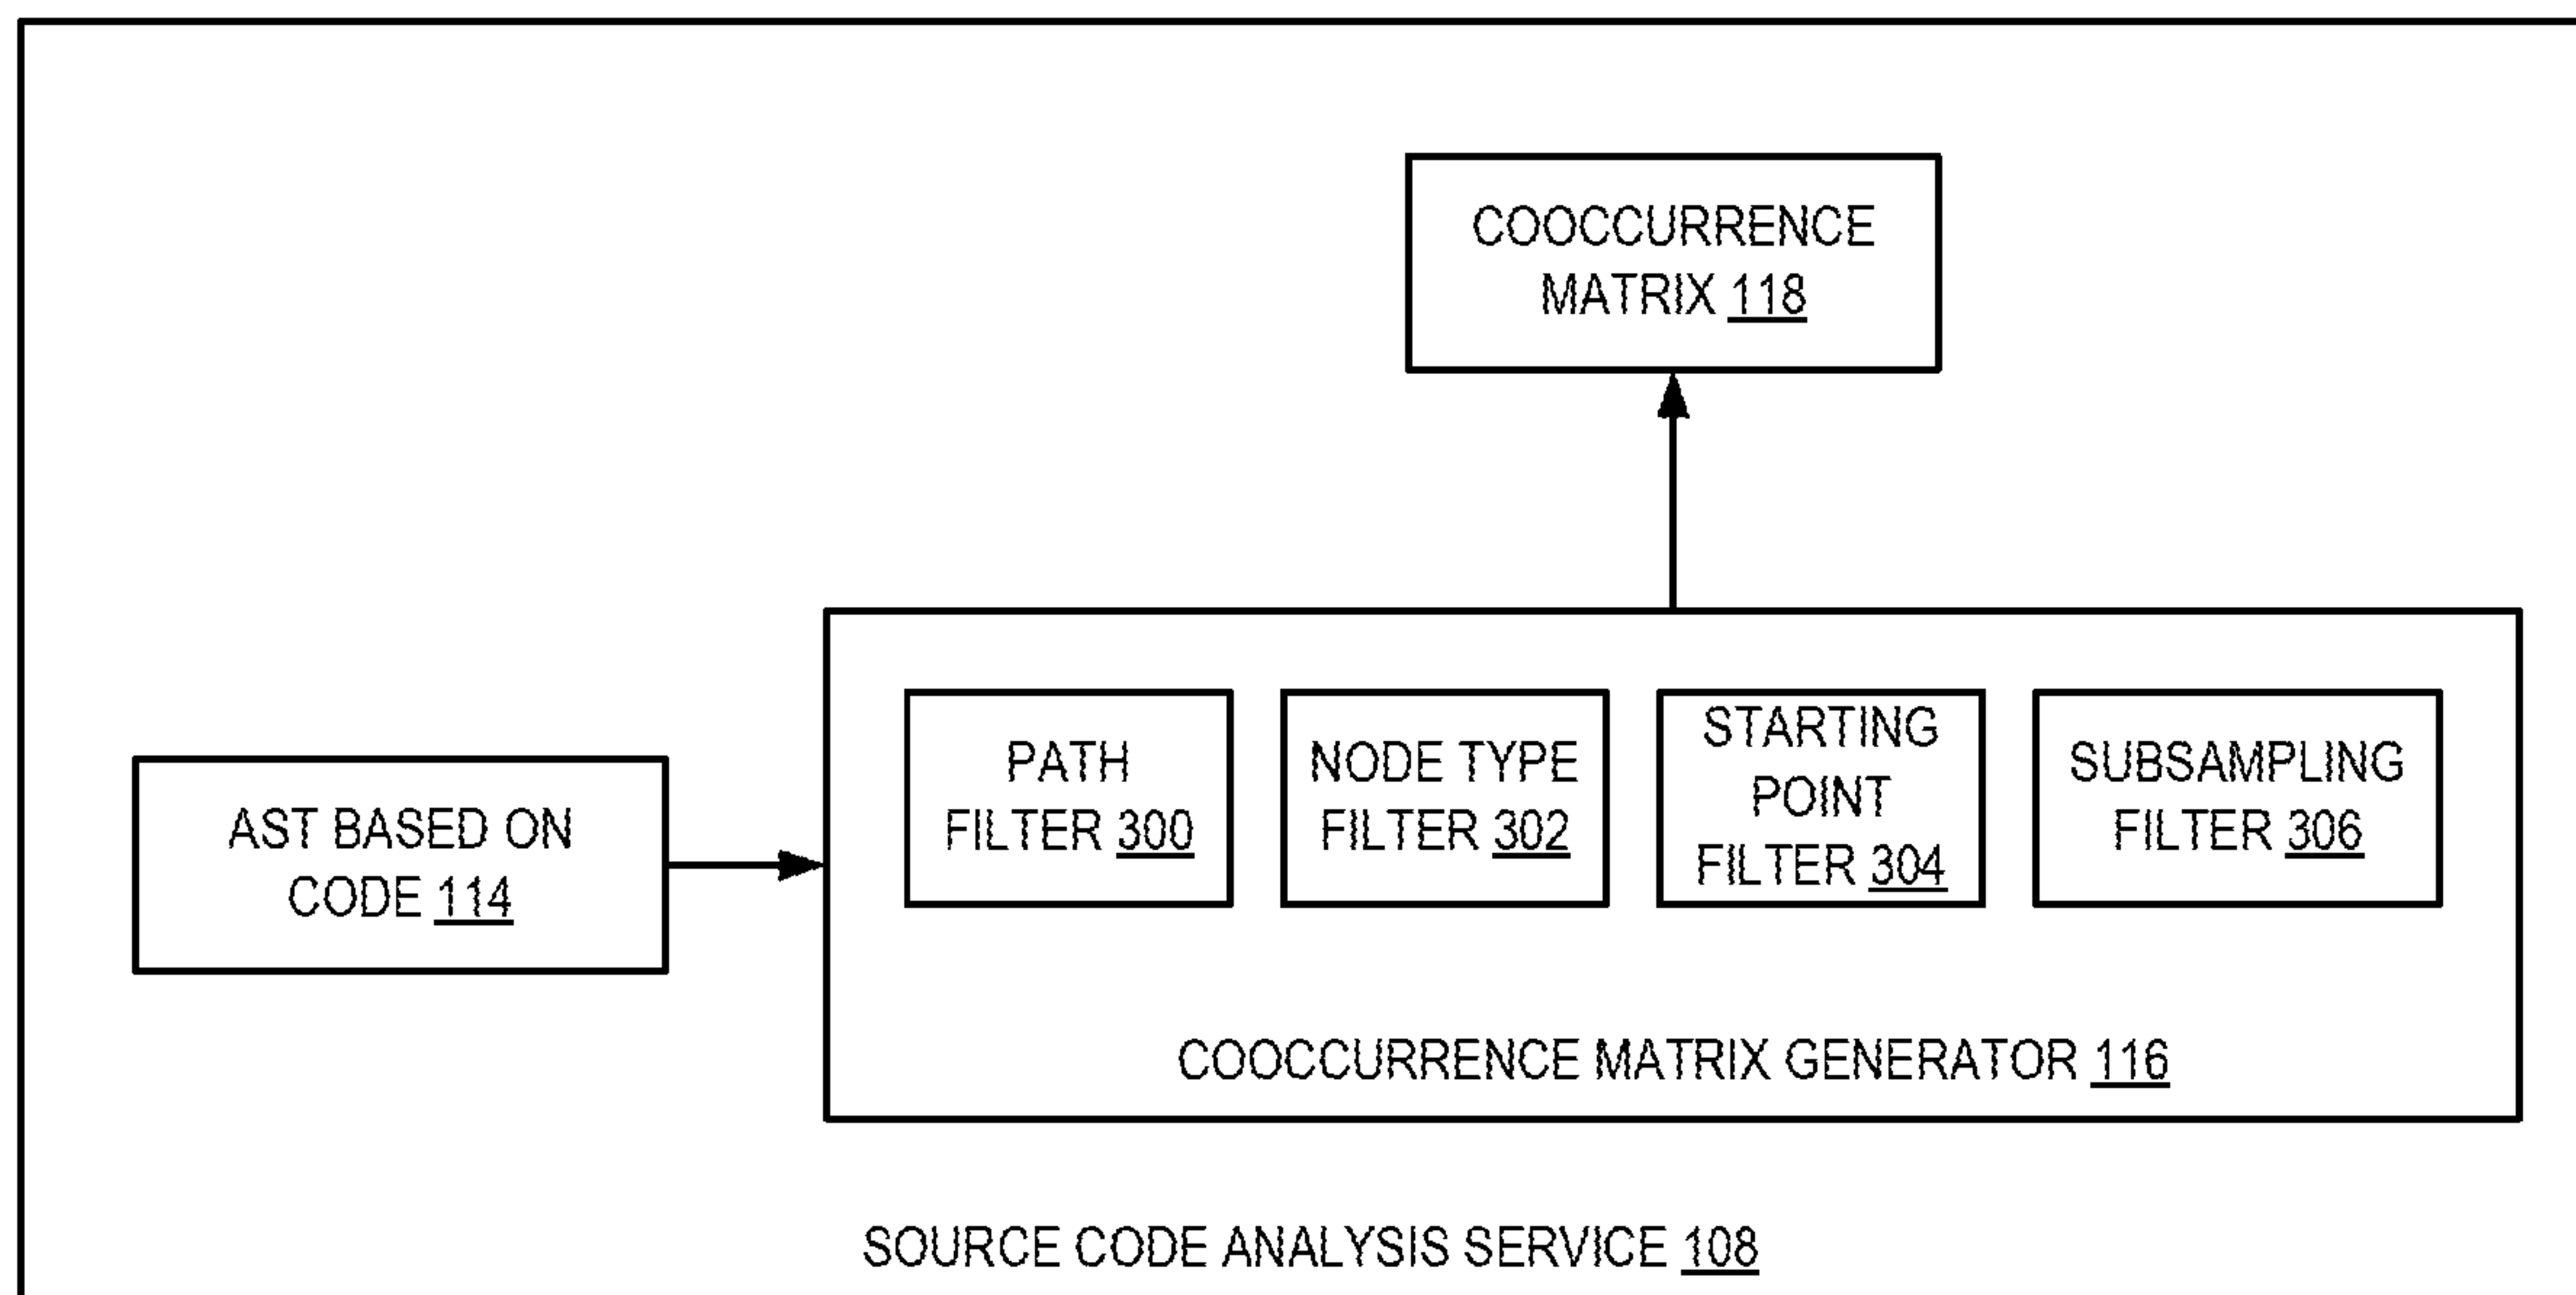 COOCCURRENCE
MATRIX 118
PATH
FILTER 300
NODE TYPE
FILTER 302
STARTING
POINT
FILTER 304
SUBSAMPLING
FILTER 306
AST BASED ON
CODE 114
COOCCURRENCE MATRIX GENERATOR 116
SOURCE CODE ANALYSIS SERVICE 108